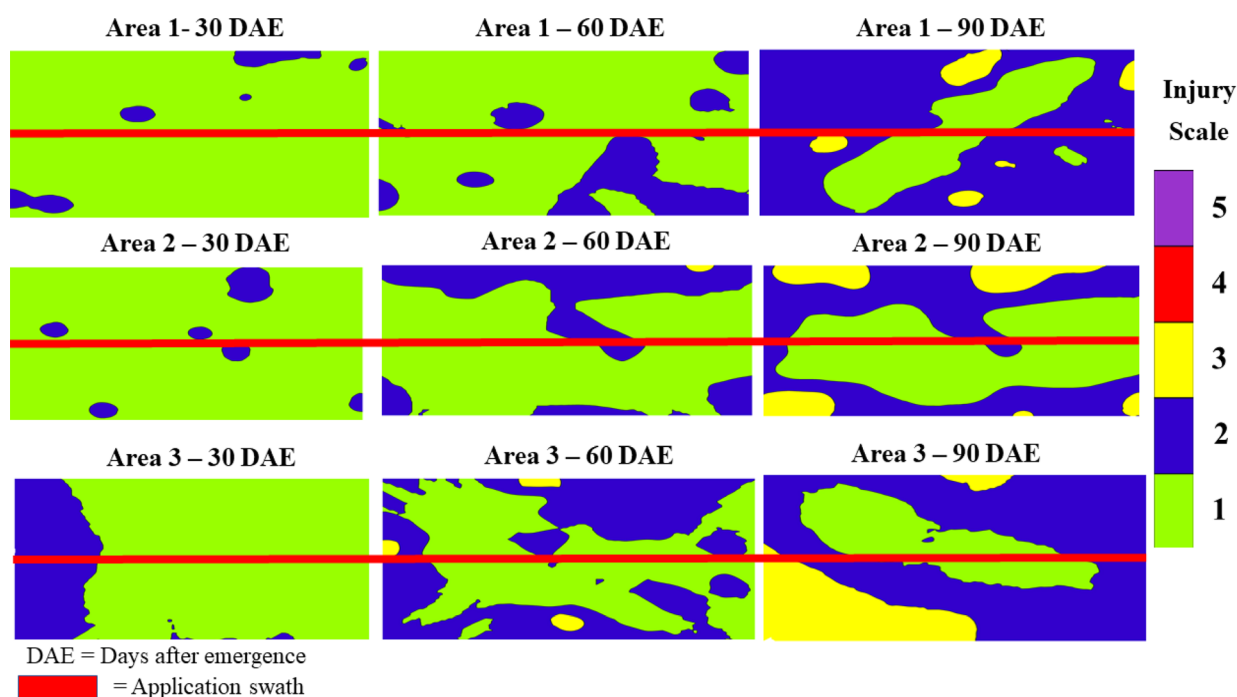 Area 1- 30 DAE
Area 1 – 60 DAE
Area 1 – 90 DAE
Injury
Scale
5
4
3
2
1
Area 2 – 30 DAE
Area 2 – 60 DAE
Area 2 – 90 DAE
Area 3 – 30 DAE
Area 3 – 60 DAE
Area 3 – 90 DAE
DAE = Days after emergence
= Application swath